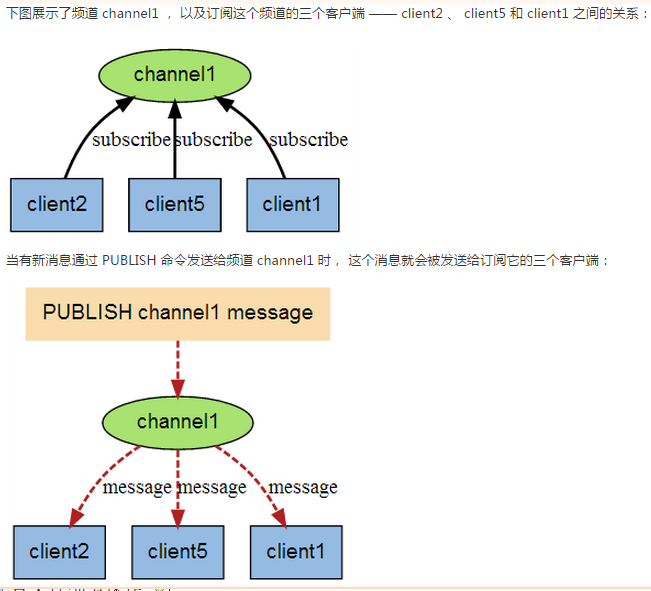 下图展示了频道 channel1 ， 以及订阅这个频道的三个客户端 —— client2 、 client5 和 client1 之间的关系：
channel1
subscribe subscribe subscribe
client2 client5 client1
当有新消息通过 PUBLISH 命令发送给频道 channel1 时， 这个消息就会被发送给订阅它的三个客户端：
PUBLISH channel1 message
channel1
message message message
client2 client5 client1